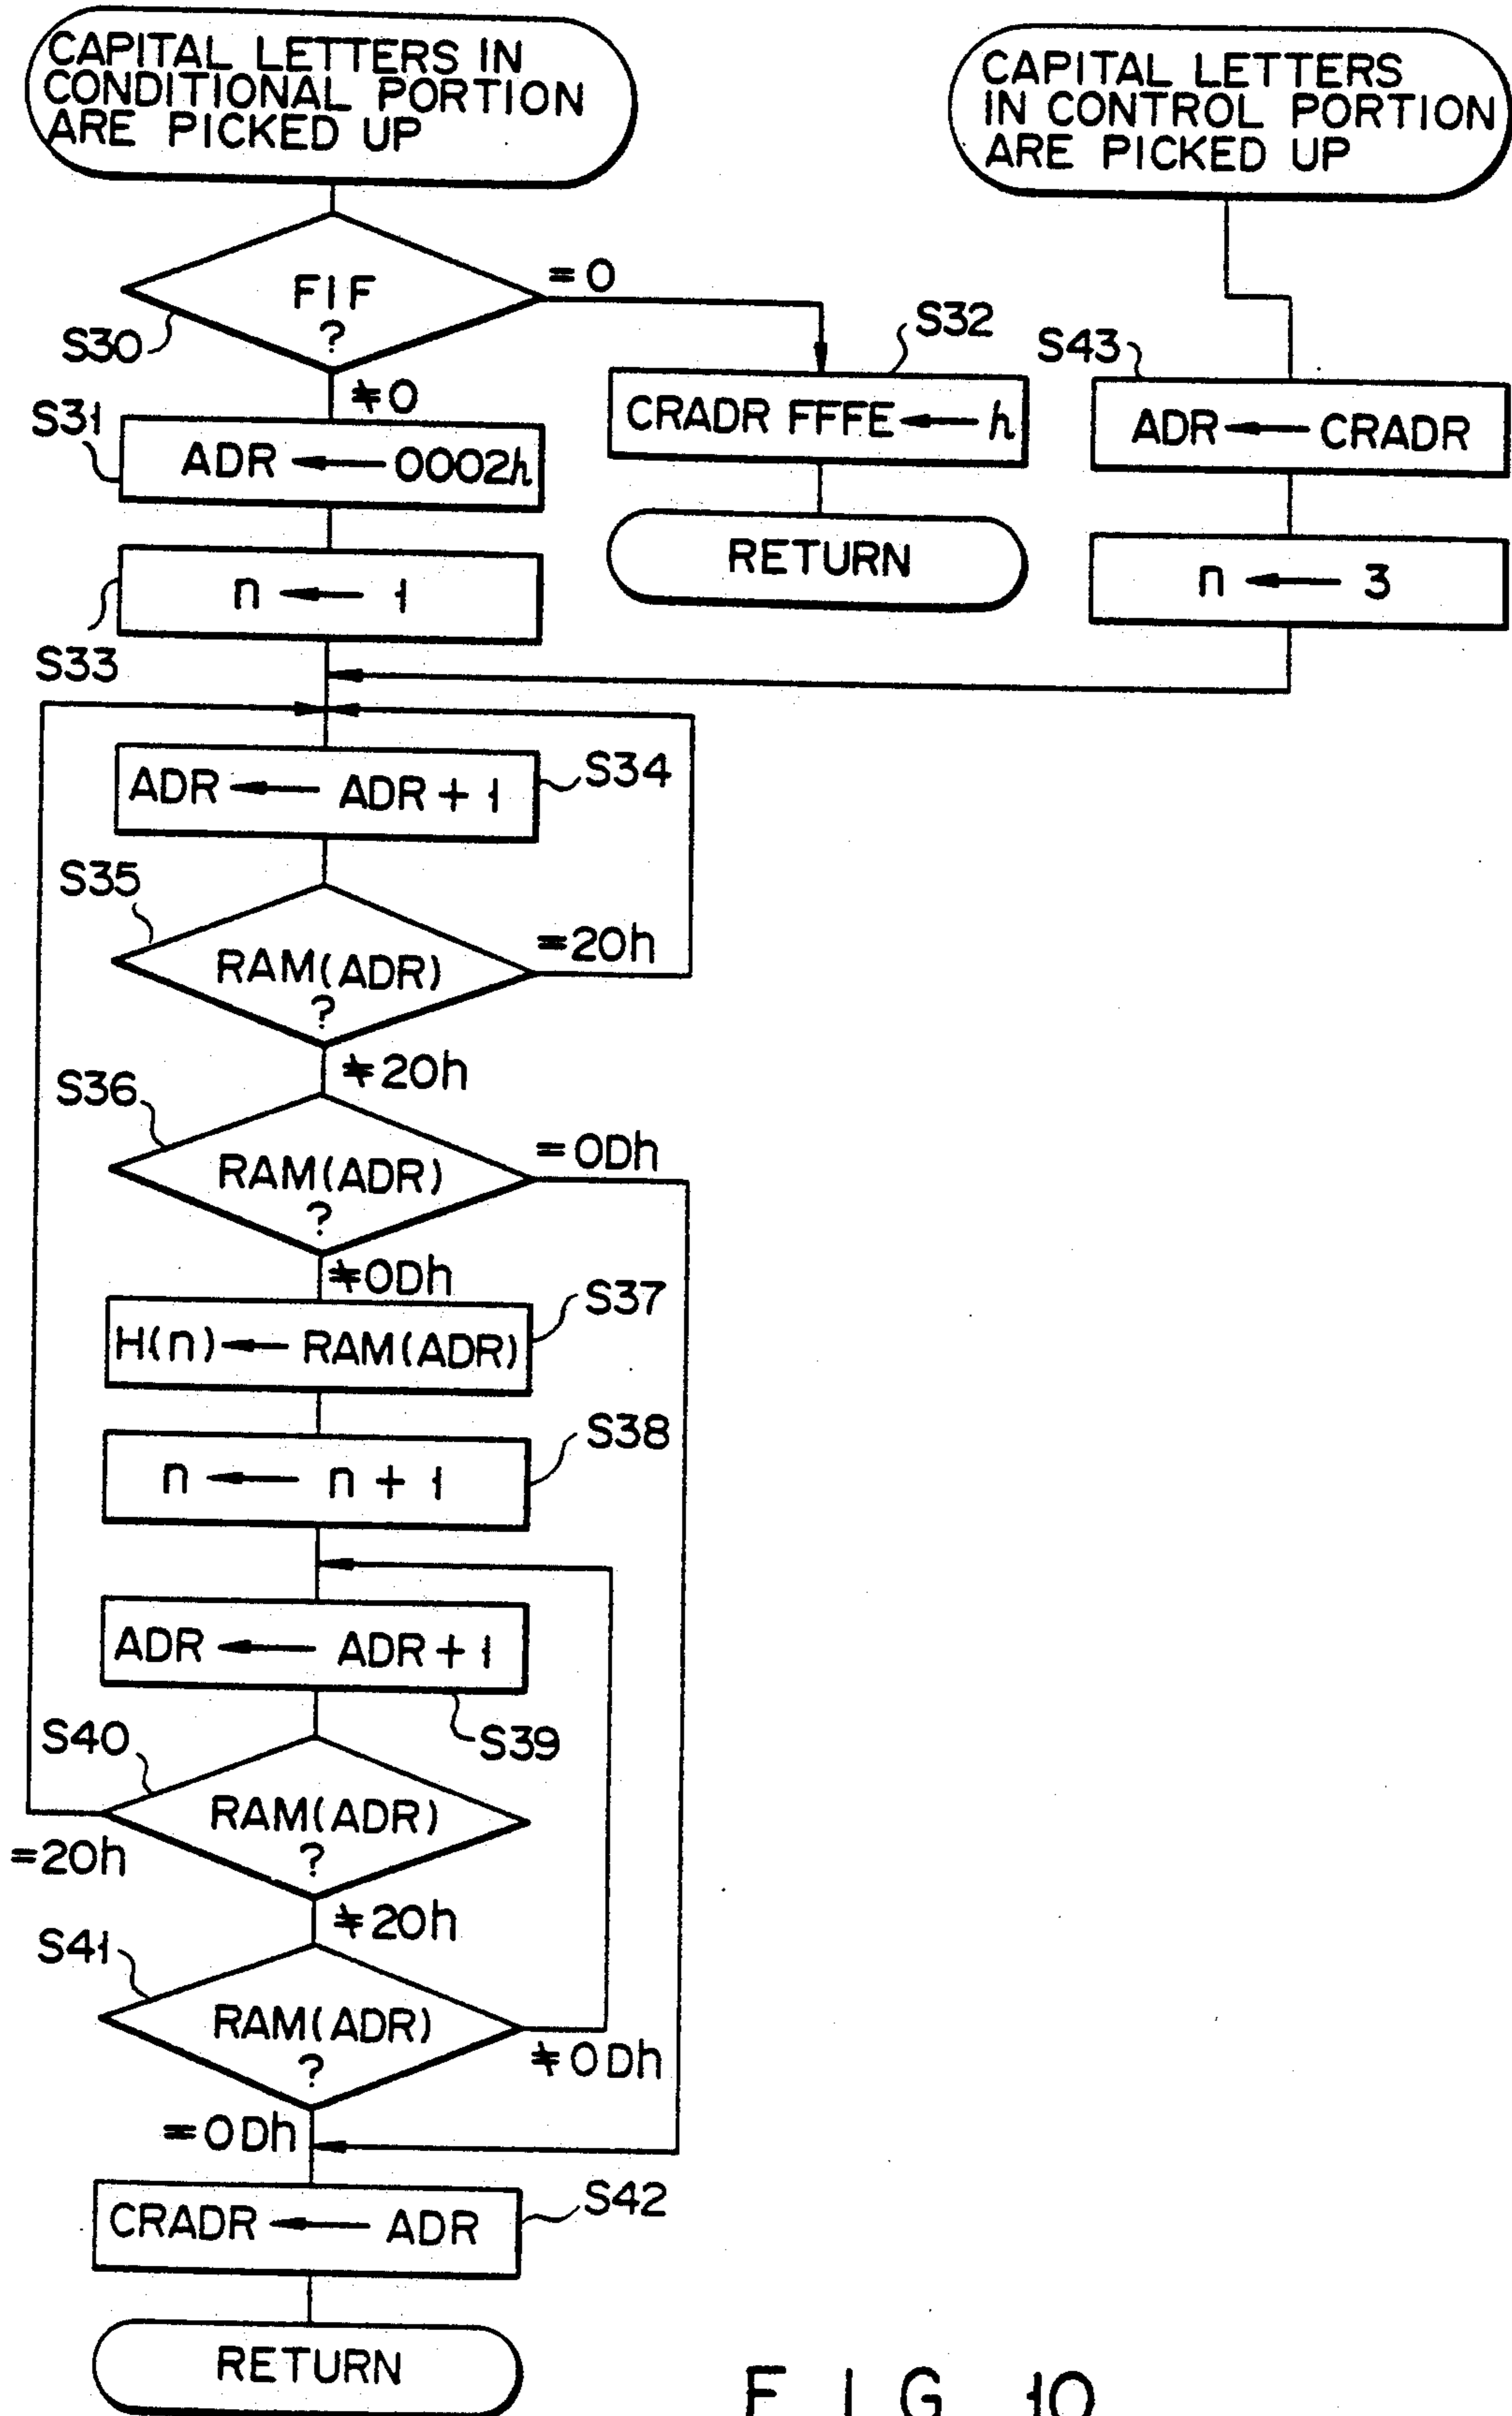 CAPITAL LETTERS IN
CONDITIONAL PORTION
ARE PICKED UP
CAPITAL LETTERS
IN CONTROL PORTION
ARE PICKED UP
FIF
?
=0
S30
≠0
S32
CRADR FFFE ← h
RETURN
S43
ADR ← CRADR
n ← 3
S31
ADR ← 0002h
n ← 1
S33
ADR ← ADR + 1
S34
S35
RAM(ADR)
?
=20h
≠20h
S36
RAM(ADR)
?
=0Dh
≠0Dh
H(n) ← RAM(ADR)
S37
S38
n ← n + 1
ADR ← ADR + 1
S39
S40
RAM(ADR)
?
=20h
≠20h
S41
RAM(ADR)
?
≠0Dh
=0Dh
CRADR ← ADR
S42
RETURN
FIG 10